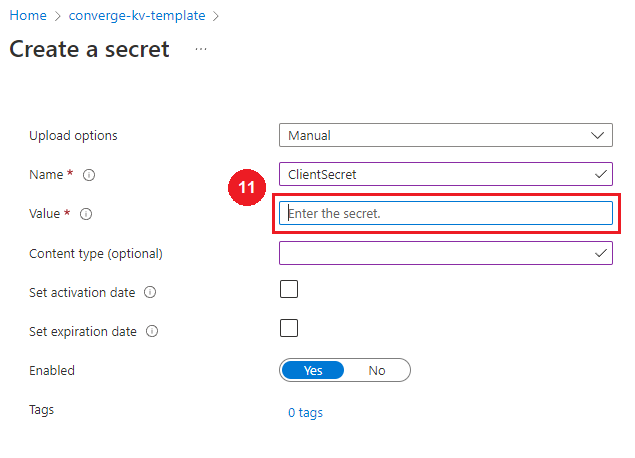 Home > converge-kv-template >
Create a secret ...
Upload options Manual
Name * ClientSecret
11
Value * Enter the secret.
Content type (optional)
Set activation date
Set expiration date
Enabled Yes No
Tags 0 tags